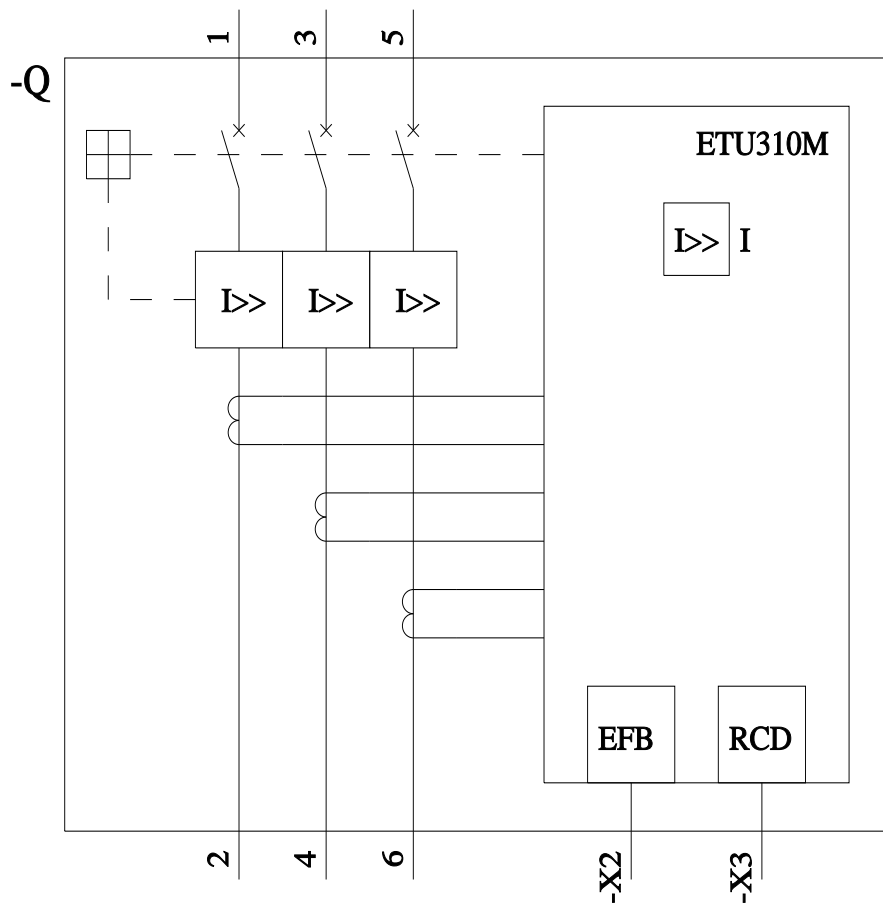 1 3 5
-Q
ETU310M
I>> I
I>> I>> I>>
EFB RCD
2 4 6 -X2 -X3